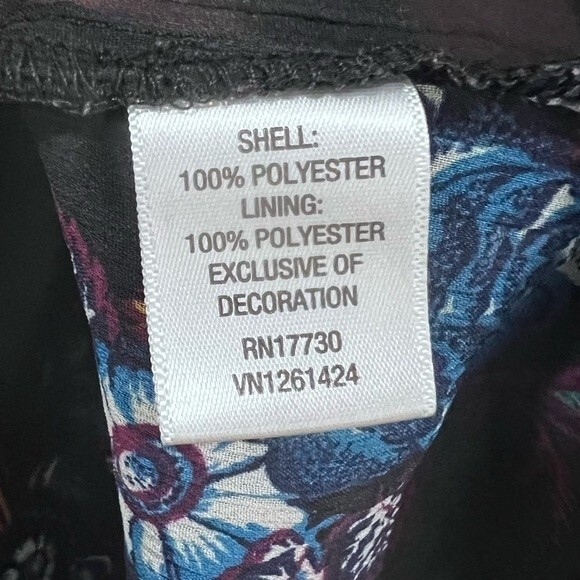 SHELL:
100% POLYESTER
LINING:
100% POLYESTER
EXCLUSIVE OF
DECORATION
RN17730
VN1261424